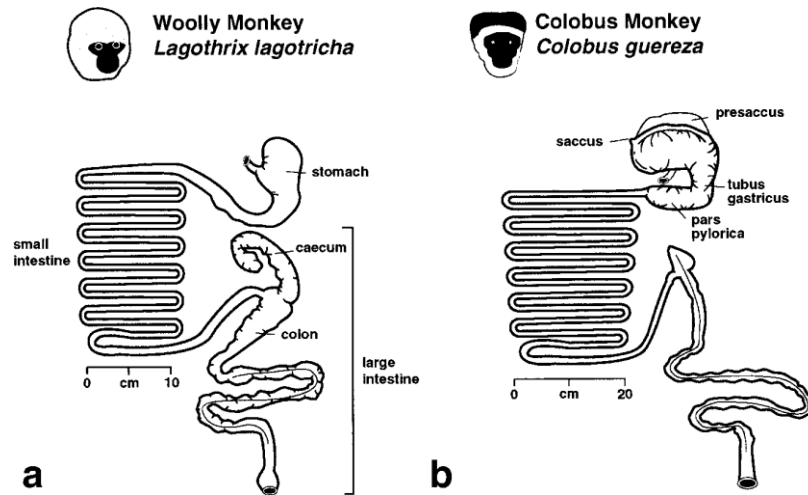 Woolly Monkey
Lagothrix lagotricha
Colobus Monkey
Colobus guereza
stomach
small
intestine
caecum
colon
large
intestine
0 cm 10
a
presaccus
saccus
tubus
gastricus
pars
pylorica
0 cm 20
b